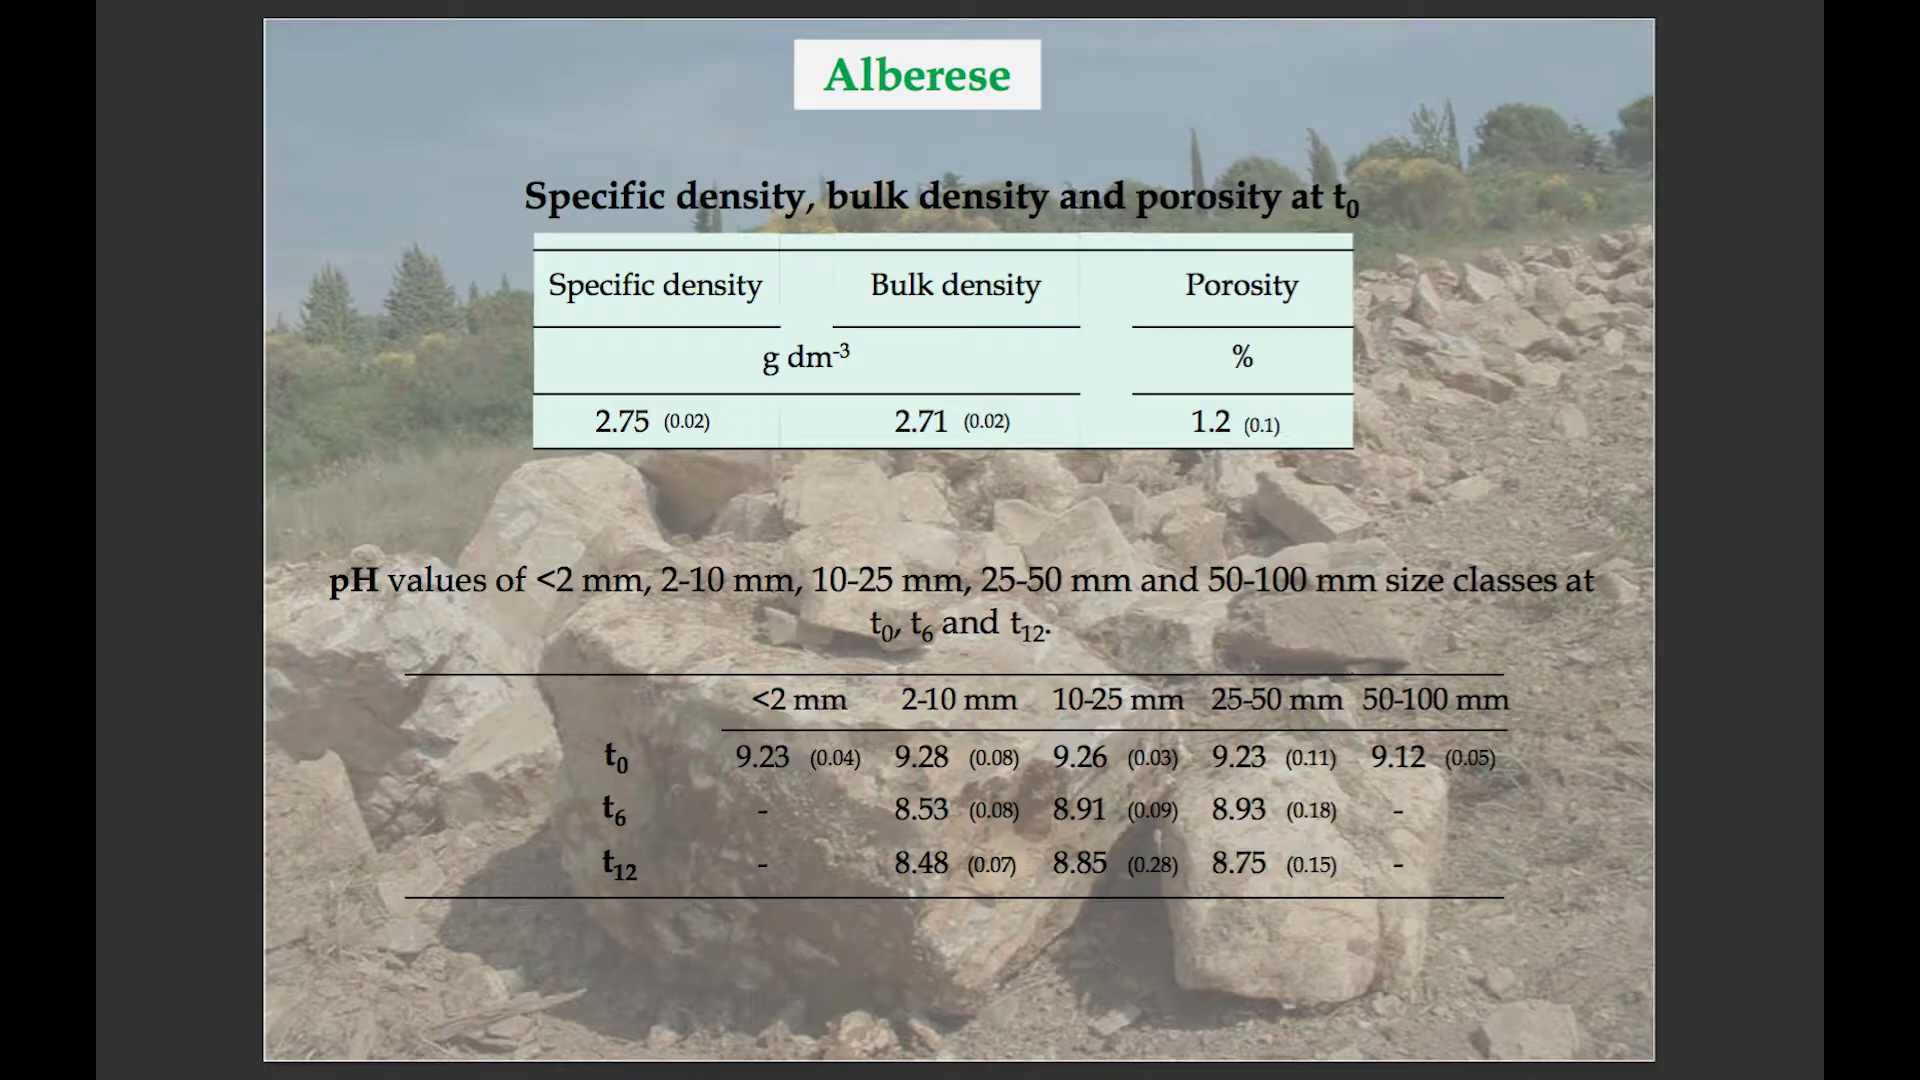 Alberese
Specific density, bulk density and porosity at t0
Specific density Bulk density Porosity
g dm-3 %
2.75 (0.02) 2.71 (0.02) 1.2 (0.1)
pH values of <2 mm, 2-10 mm, 10-25 mm, 25-50 mm and 50-100 mm size classes at
t0, t6 and t12.
<2 mm 2-10 mm 10-25 mm 25-50 mm 50-100 mm
t0 9.23 (0.04) 9.28 (0.08) 9.26 (0.03) 9.23 (0.11) 9.12 (0.05)
t6 - 8.53 (0.08) 8.91 (0.09) 8.93 (0.18) -
t12 - 8.48 (0.07) 8.85 (0.28) 8.75 (0.15) -